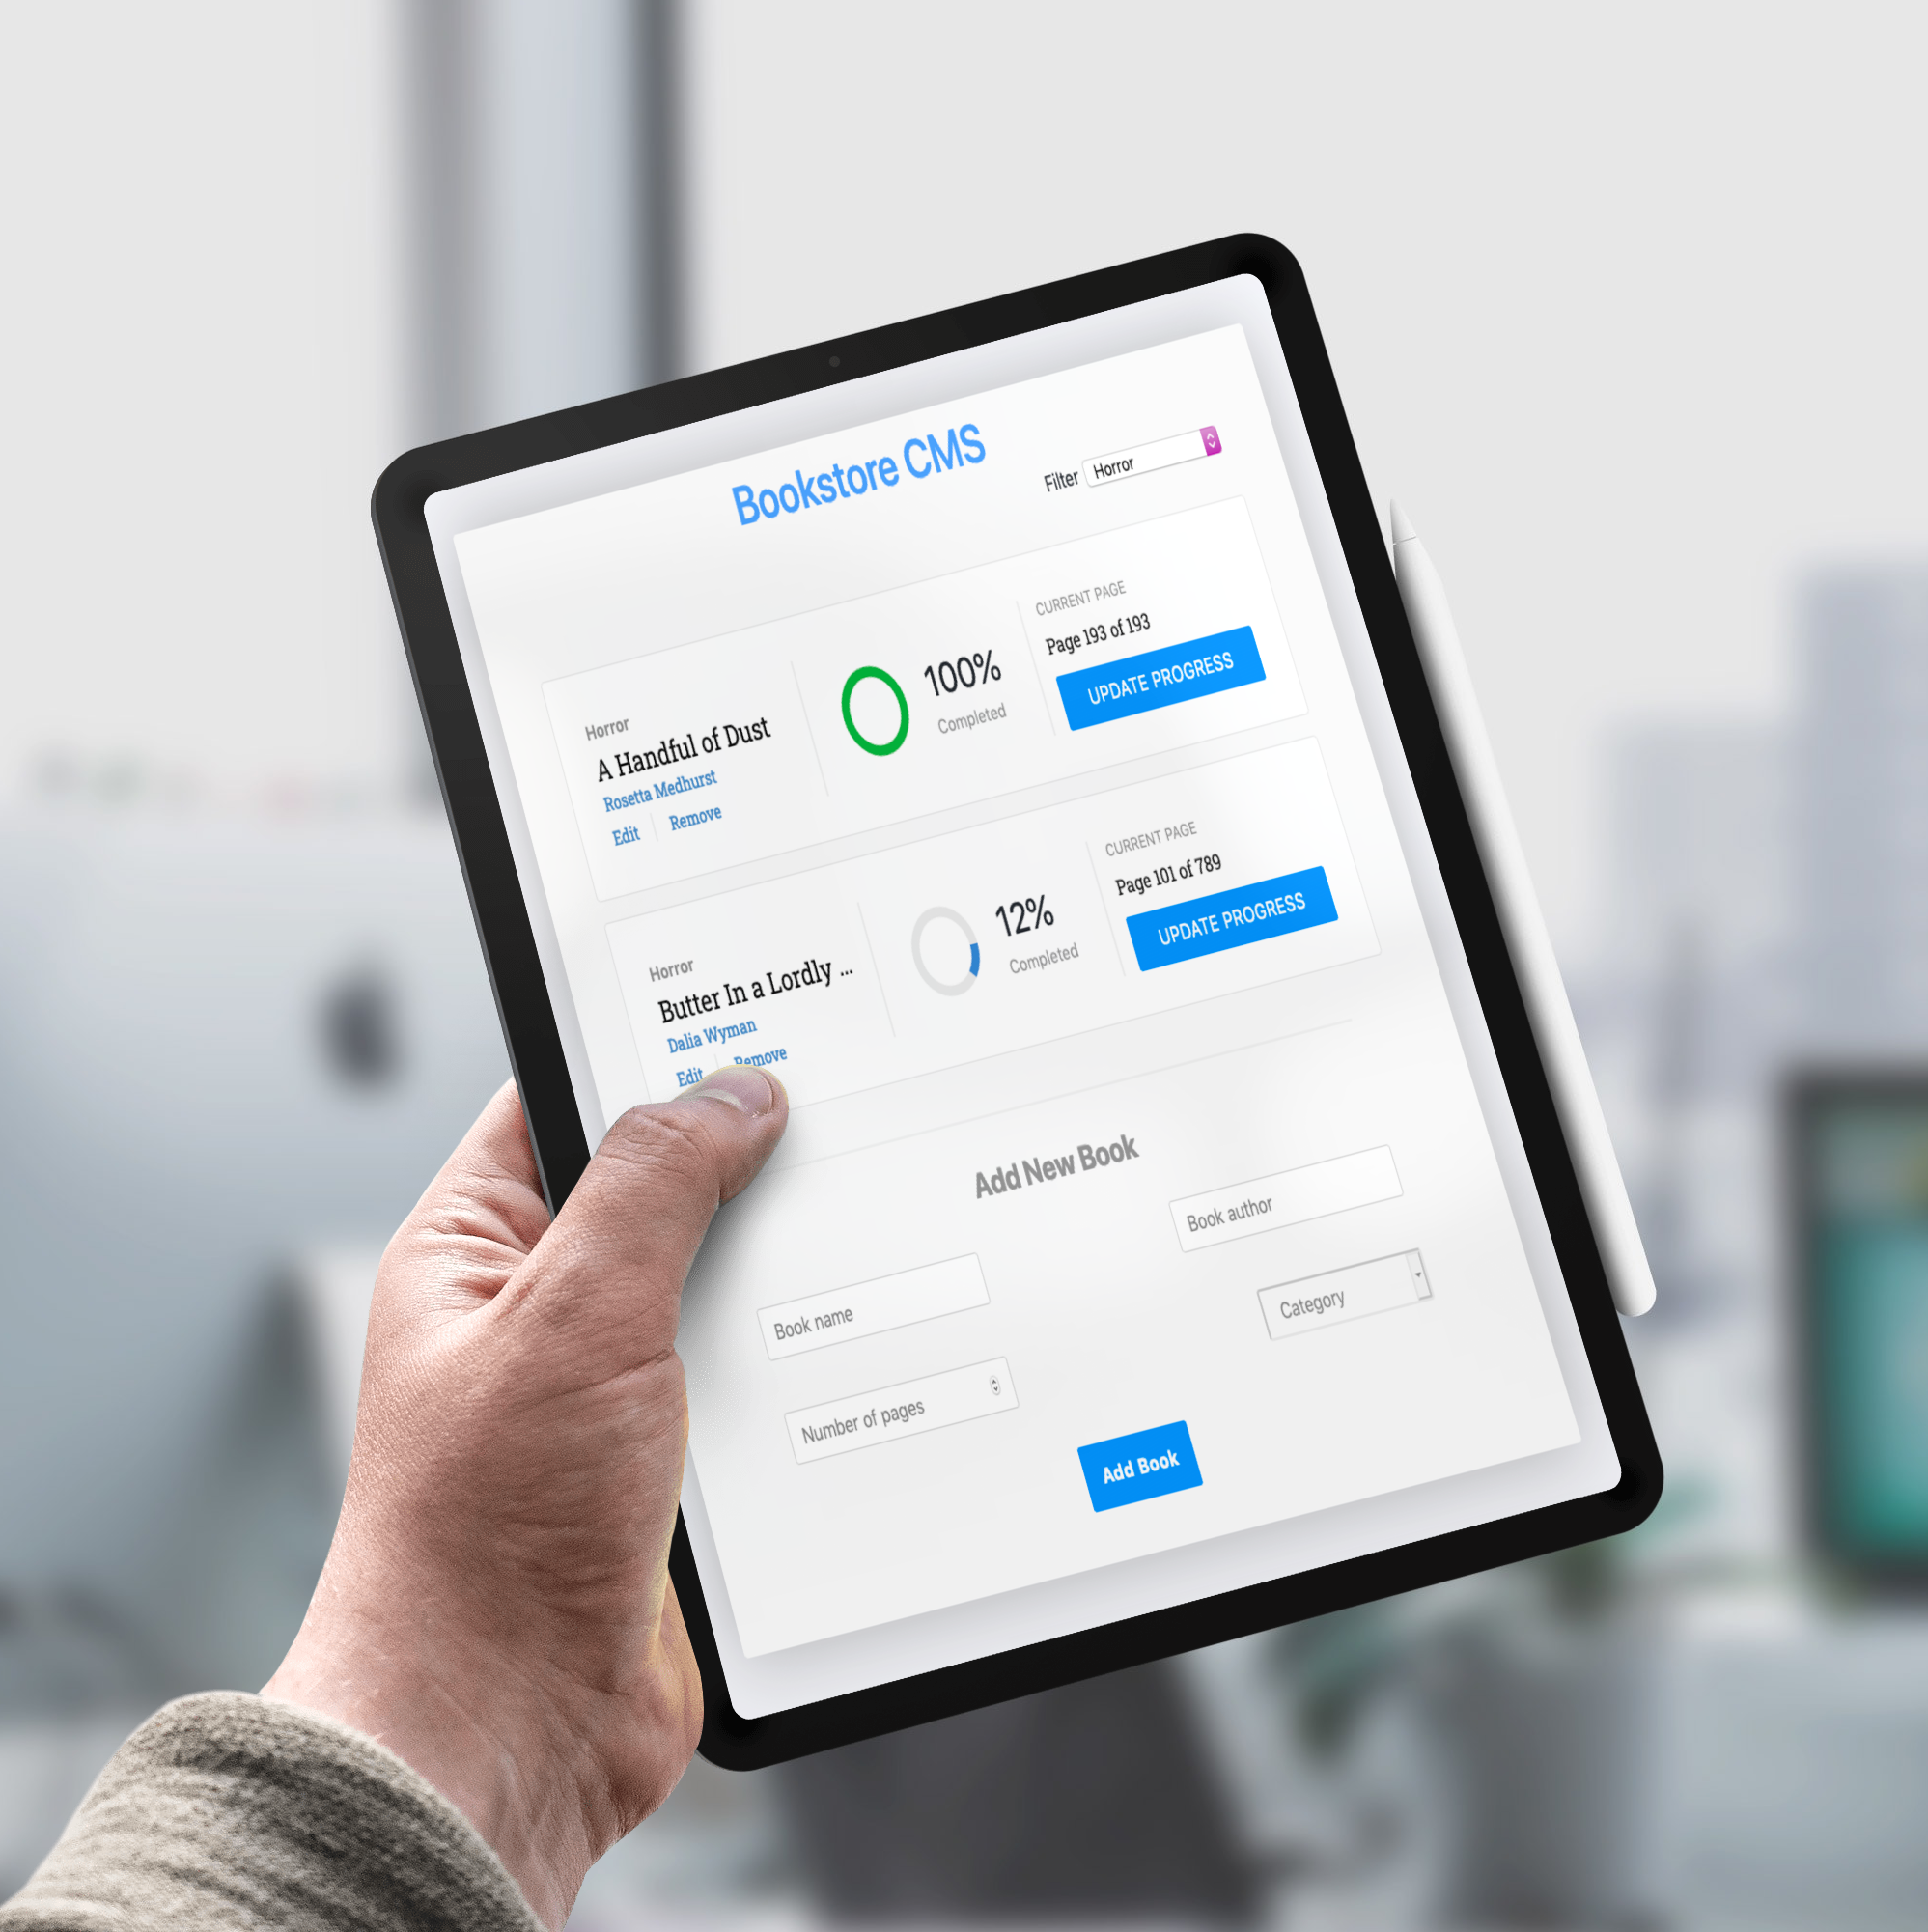 Bookstore CMS
Filter Horror
Horror
A Handful of Dust
Rosetta Medhurst
Edit Remove
100%
Completed
CURRENT PAGE
Page 193 of 193
UPDATE PROGRESS
Horror
Butter In a Lordly ...
Dalia Wyman
Edit Remove
12%
Completed
CURRENT PAGE
Page 101 of 789
UPDATE PROGRESS
Add New Book
Book name
Book author
Number of pages
Category
Add Book